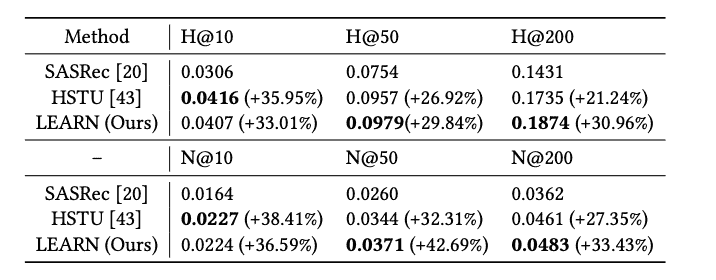 Method H@10 H@50 H@200
SASRec [20] 0.0306 0.0754 0.1431
HSTU [43] 0.0416 (+35.95%) 0.0957 (+26.92%) 0.1735 (+21.24%)
LEARN (Ours) 0.0407 (+33.01%) 0.0979(+29.84%) 0.1874 (+30.96%)
– N@10 N@50 N@200
SASRec [20] 0.0164 0.0260 0.0362
HSTU [43] 0.0227 (+38.41%) 0.0344 (+32.31%) 0.0461 (+27.35%)
LEARN (Ours) 0.0224 (+36.59%) 0.0371 (+42.69%) 0.0483 (+33.43%)